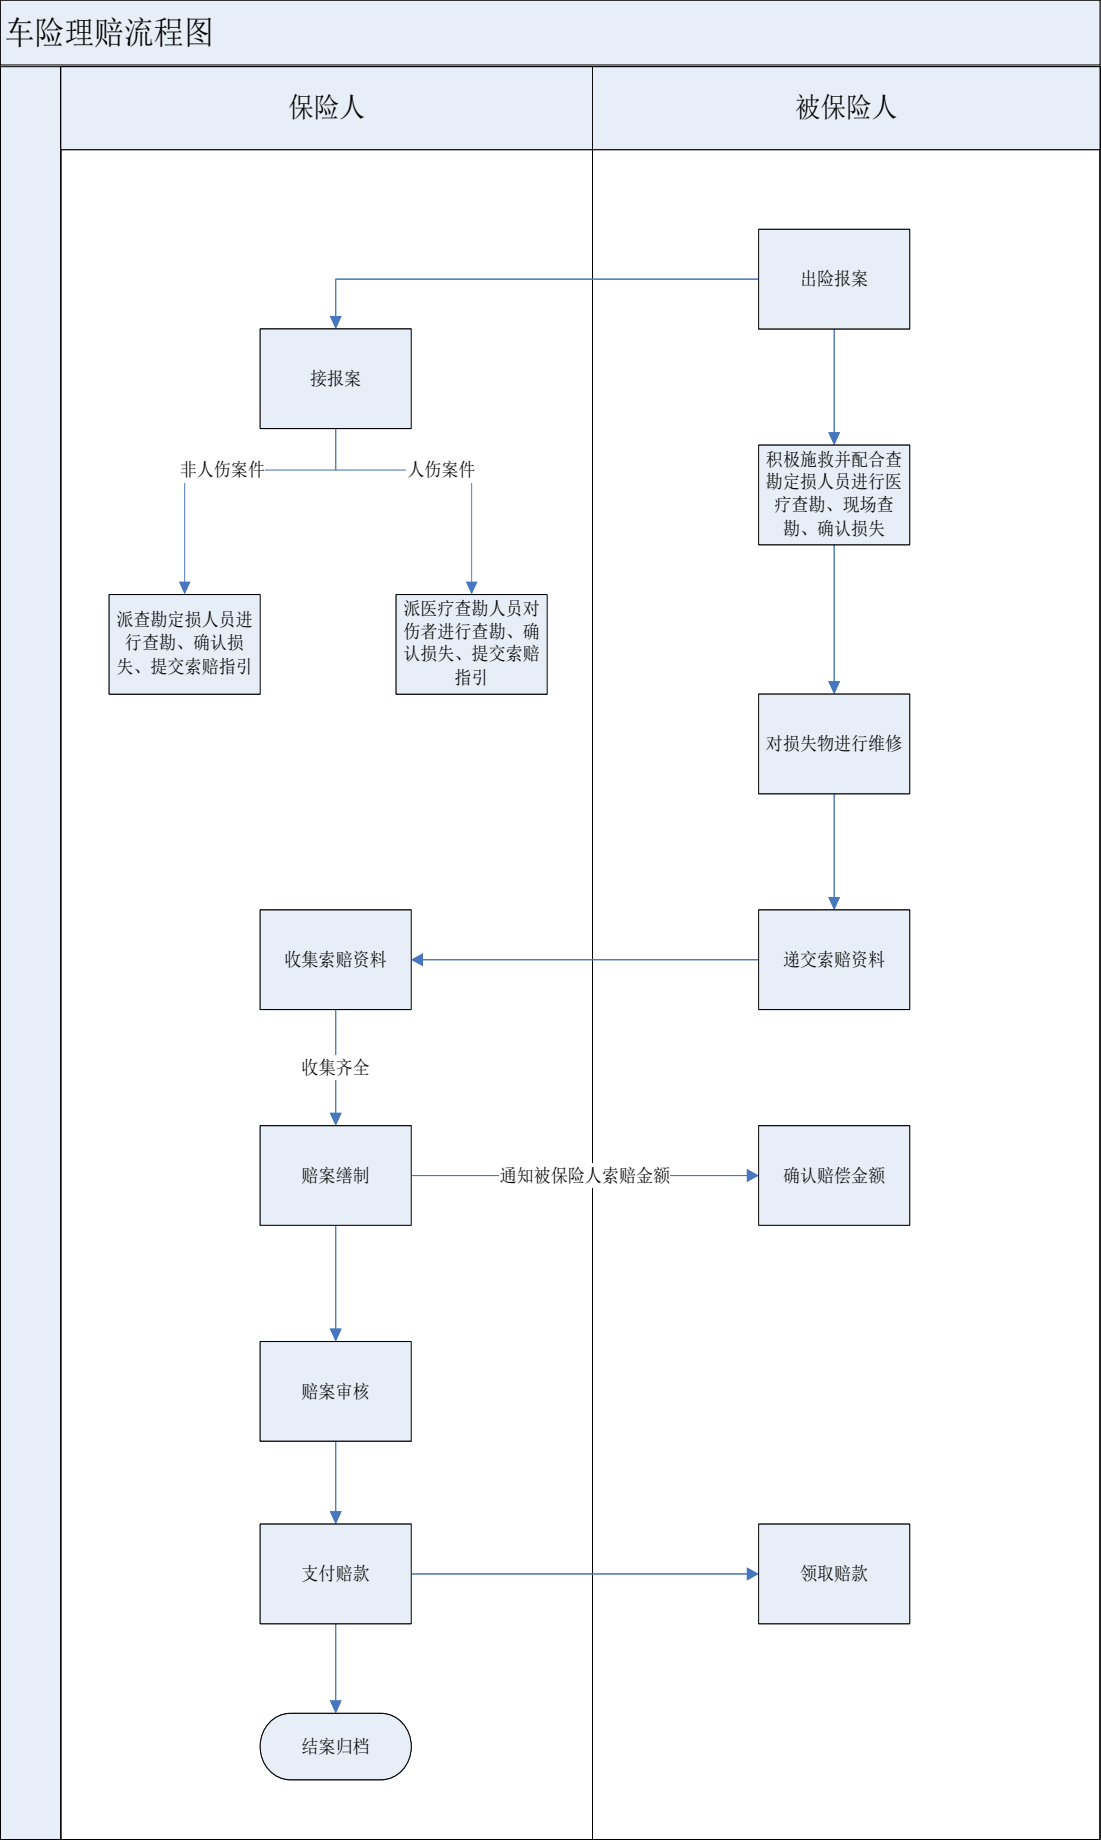 车险理赔流程图
保险人
被保险人
出险报案
接报案
非人伤案件
人伤案件
积极施救并配合查
勘定损人员进行医
疗查勘、现场查
勘、确认损失
派查勘定损人员进
行查勘、确认损
失、提交索赔指引
派医疗查勘人员对
伤者进行查勘、确
认损失、提交索赔
指引
对损失物进行维修
收集索赔资料
递交索赔资料
收集齐全
赔案缮制
通知被保险人索赔金额
确认赔偿金额
赔案审核
支付赔款
领取赔款
结案归档